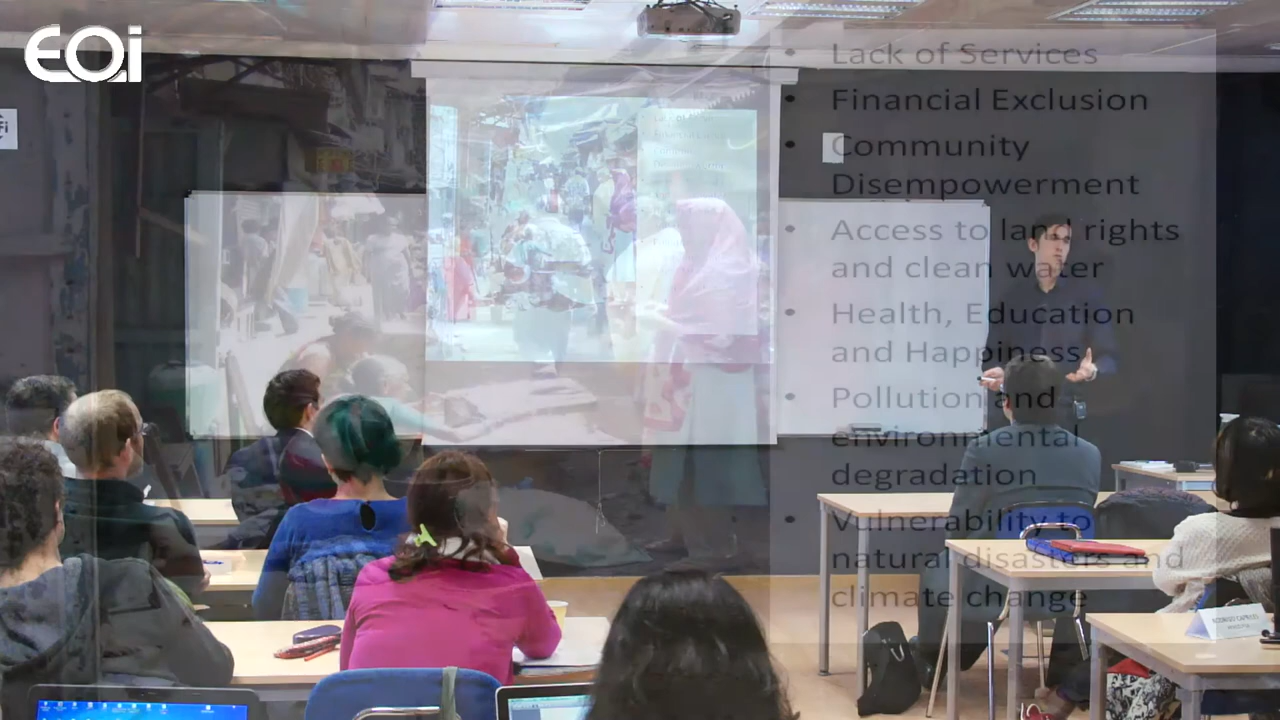 EOi
Fi
• Lack of Services
• Financial Exclusion
• Community
Disempowerment
• Access to land rights
and clean water
• Health, Education
and Happiness
• Pollution and
environmental
degradation
• Vulnerability to
natural disasters and
climate change